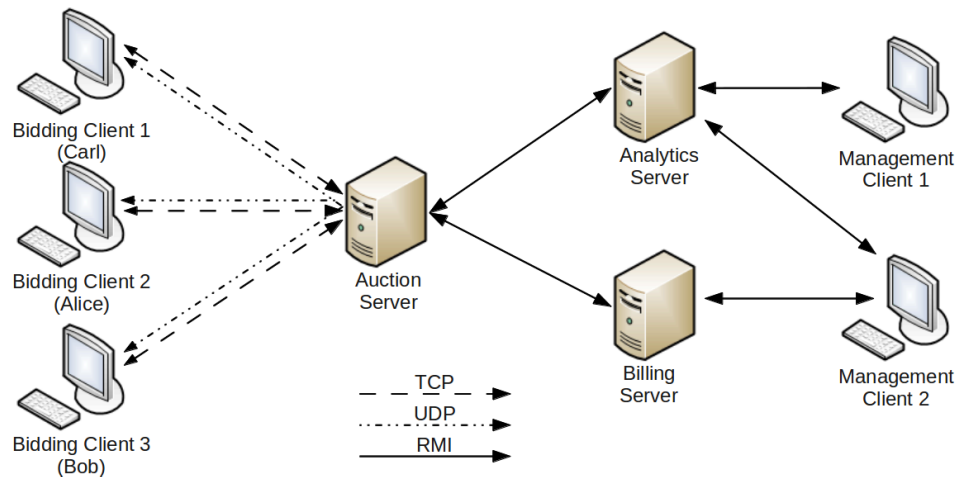 Bidding Client 1
(Carl)
Bidding Client 2
(Alice)
Bidding Client 3
(Bob)
Auction
Server
Analytics
Server
Billing
Server
Management
Client 1
Management
Client 2
TCP
UDP
RMI